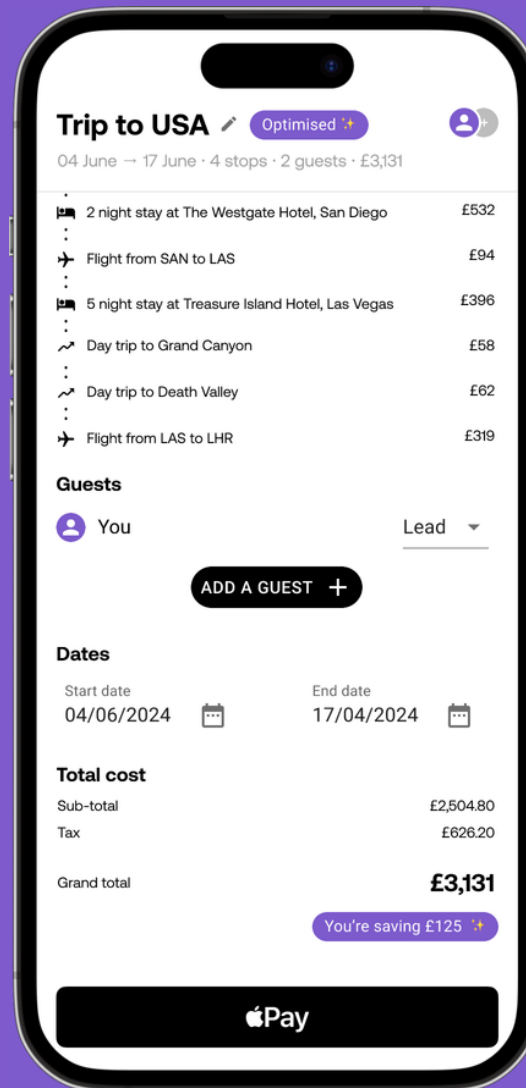 Trip to USA Optimised ✨
04 June → 17 June · 4 stops · 2 guests · £3,131
2 night stay at The Westgate Hotel, San Diego £532
Flight from SAN to LAS £94
5 night stay at Treasure Island Hotel, Las Vegas £396
Day trip to Grand Canyon £58
Day trip to Death Valley £62
Flight from LAS to LHR £319
Guests
You Lead
ADD A GUEST +
Dates
Start date End date
04/06/2024 17/04/2024
Total cost
Sub-total £2,504.80
Tax £626.20
Grand total £3,131
You're saving £125 ✨
Pay